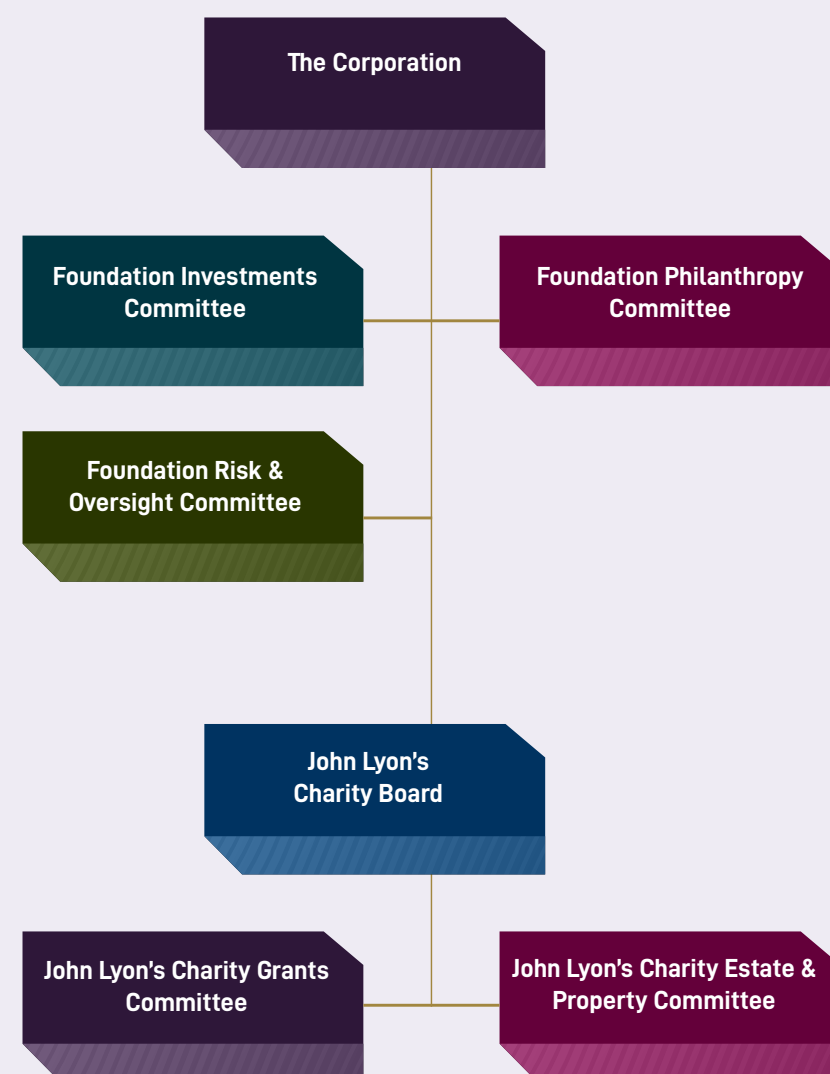 The Corporation
Foundation Investments
Committee
Foundation Philanthropy
Committee
Foundation Risk &
Oversight Committee
John Lyon's
Charity Board
John Lyon's Charity Grants
Committee
John Lyon's Charity Estate &
Property Committee